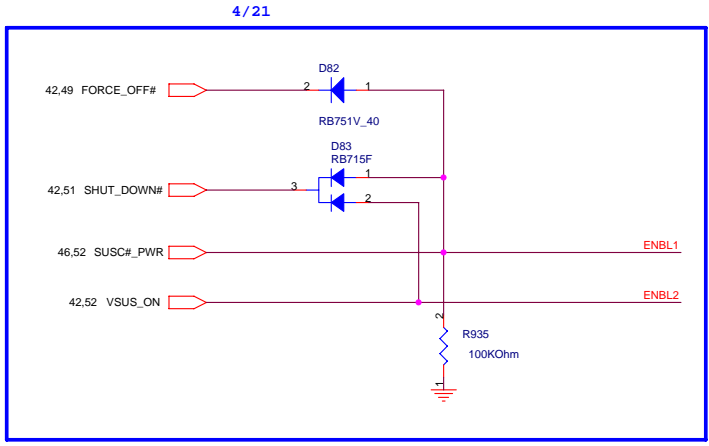 4/21
D82
42,49 FORCE_OFF# 2 1
RB751V_40
D83
RB715F
1
42,51 SHUT_DOWN# 3
2
46,52 SUSC#_PWR ENBL1
42,52 VSUS_ON ENBL2
2
R935
100KOhm
1